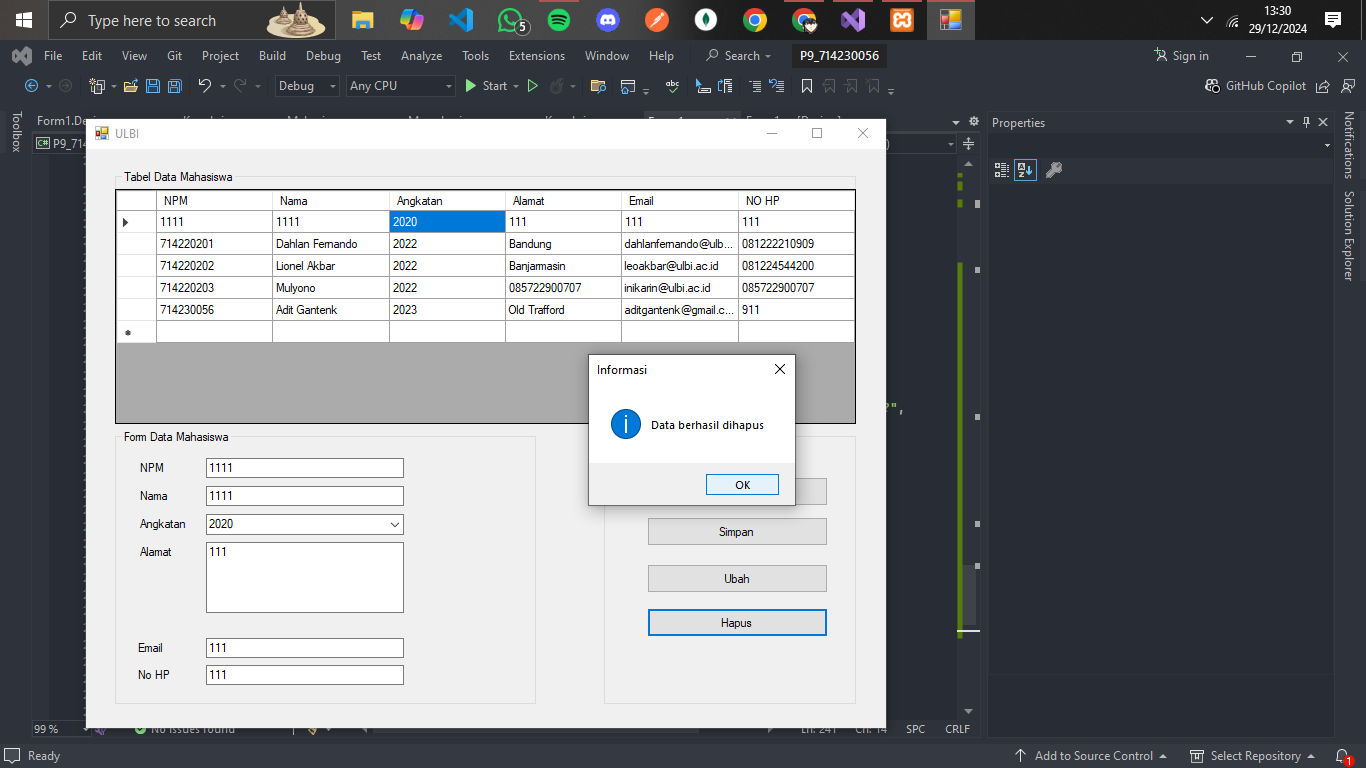 Type here to search
5
13:30
29/12/2024
File Edit View Git Project Build Debug Test Analyze Tools Extensions Window Help Search P9_714230056 Sign in
Debug Any CPU Start GitHub Copilot
Toolbox
ULBI
Properties
Notifications
Solution Explorer
Tabel Data Mahasiswa
NPM Nama Angkatan Alamat Email NO HP
1111 1111 2020 111 111 111
714220201 Dahlan Fernando 2022 Bandung dahlanfernando@ulb... 081222210909
714220202 Lionel Akbar 2022 Banjarmasin leoakbar@ulbi.ac.id 081224544200
714220203 Mulyono 2022 085722900707 inikarin@ulbi.ac.id 085722900707
714230056 Adit Gantenk 2023 Old Trafford aditgantenk@gmail.c... 911
Informasi
Data berhasil dihapus
OK
Form Data Mahasiswa
NPM 1111
Nama 1111
Angkatan 2020
Alamat 111
Email 111
No HP 111
Simpan
Ubah
Hapus
99 % No issues found Ln: 241 Ch: 14 SPC CRLF
Ready Add to Source Control Select Repository 1